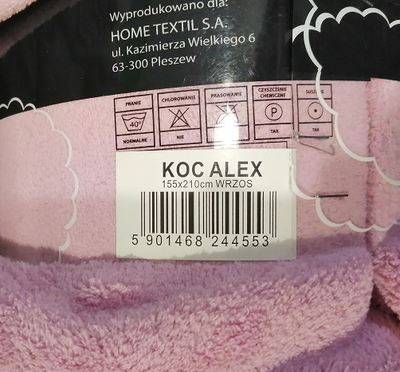 Wyprodukowano dla:
HOME TEXTIL S.A.
ul. Kazimierza Wielkiego 6
63-300 Pleszew
PRANIE CHLOROWANIE PRASOWANIE CZYSZCZENIE CHEMICZNE
40°
P
NORMALNE NIE TAK TAK
KOC ALEX
155x210cm WRZOS
5 901468 244553